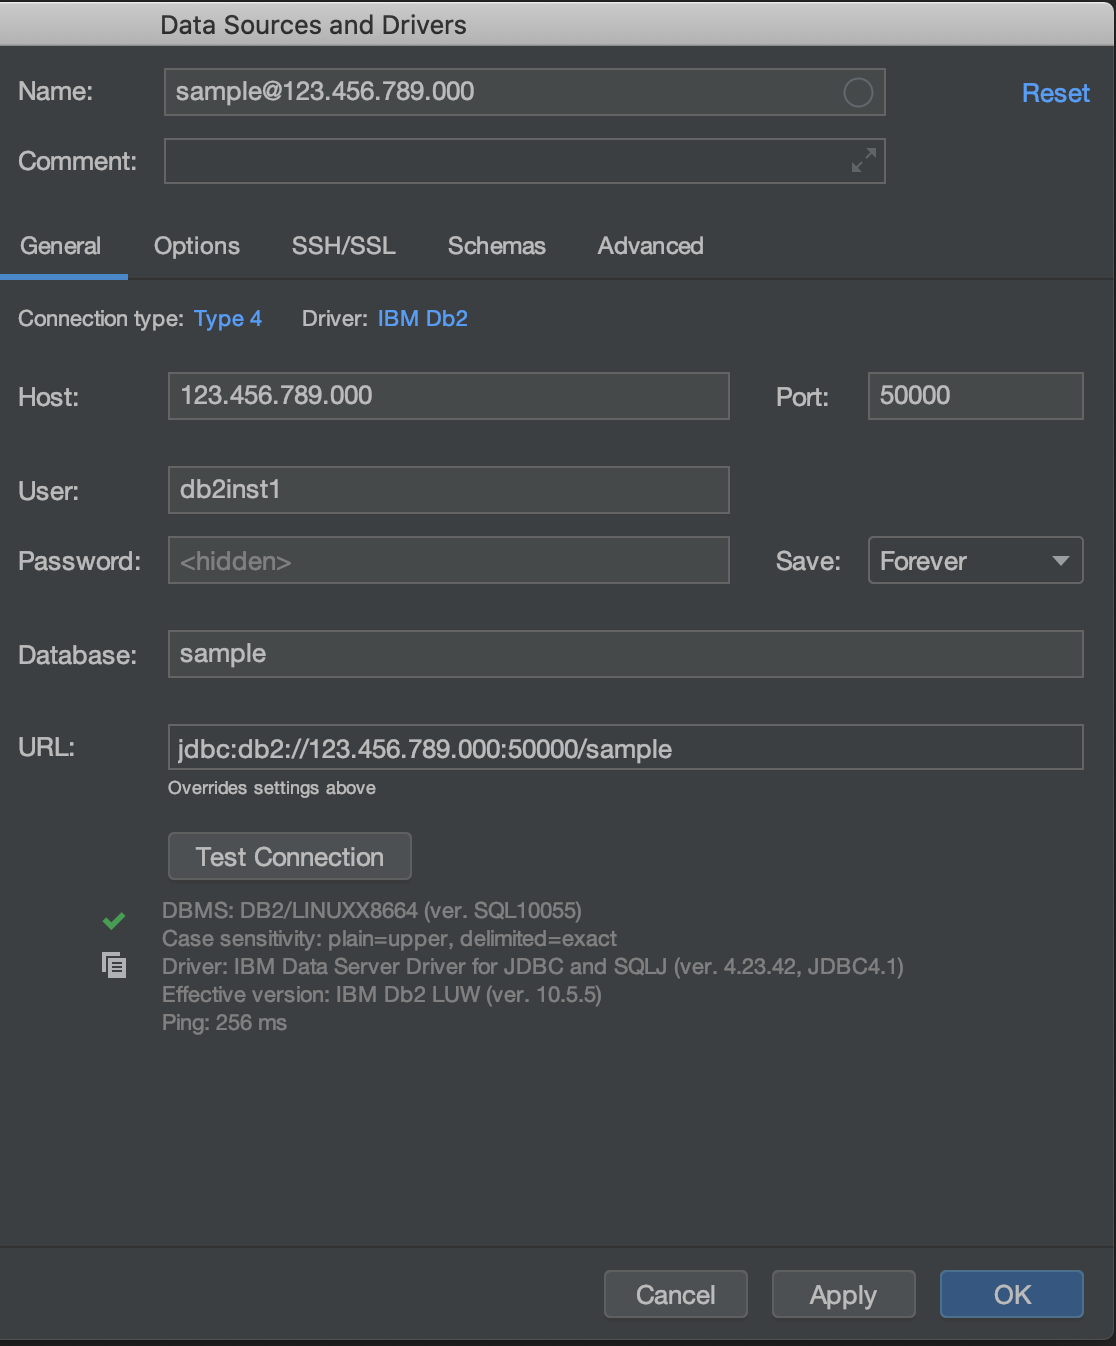 Data Sources and Drivers
Name: sample@123.456.789.000 Reset
Comment:
General Options SSH/SSL Schemas Advanced
Connection type: Type 4 Driver: IBM Db2
Host: 123.456.789.000 Port: 50000
User: db2inst1
Password: <hidden> Save: Forever
Database: sample
URL: jdbc:db2://123.456.789.000:50000/sample
Overrides settings above
Test Connection
DBMS: DB2/LINUXX8664 (ver. SQL10055)
Case sensitivity: plain=upper, delimited=exact
Driver: IBM Data Server Driver for JDBC and SQLJ (ver. 4.23.42, JDBC4.1)
Effective version: IBM Db2 LUW (ver. 10.5.5)
Ping: 256 ms
Cancel Apply OK